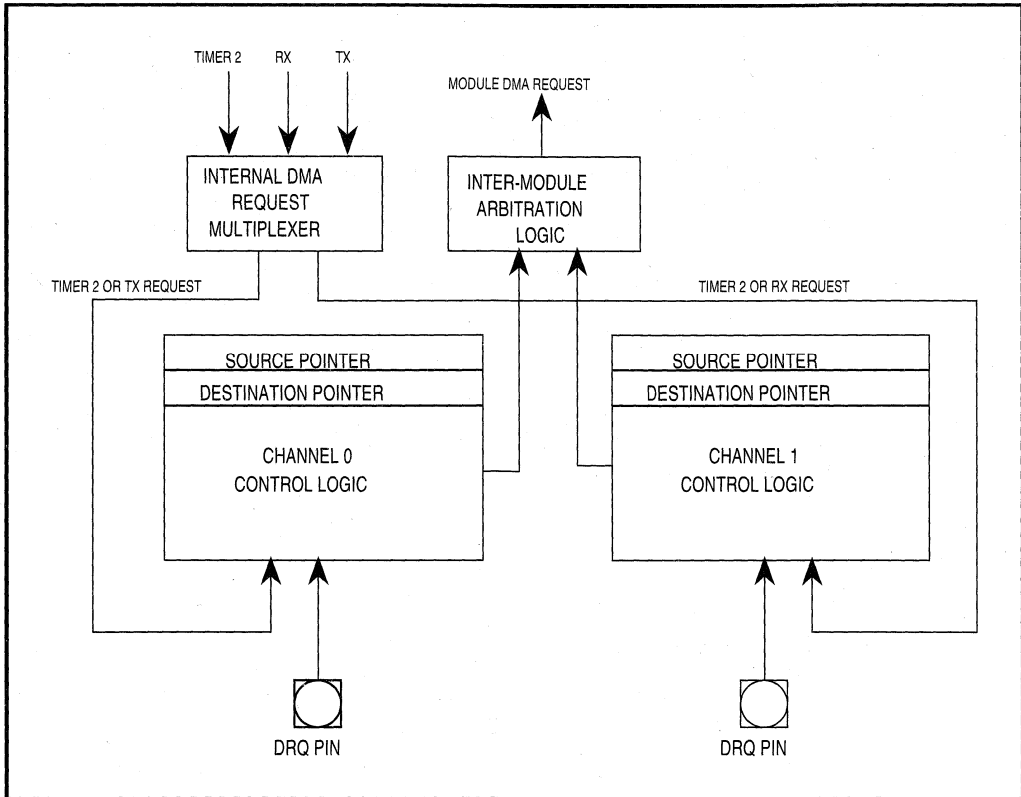 TIMER 2
RX
TX
MODULE DMA REQUEST
INTERNAL DMA
REQUEST
MULTIPLEXER
INTER-MODULE
ARBITRATION
LOGIC
TIMER 2 OR TX REQUEST
TIMER 2 OR RX REQUEST
SOURCE POINTER
DESTINATION POINTER
CHANNEL 0
CONTROL LOGIC
SOURCE POINTER
DESTINATION POINTER
CHANNEL 1
CONTROL LOGIC
DRQ PIN
DRQ PIN